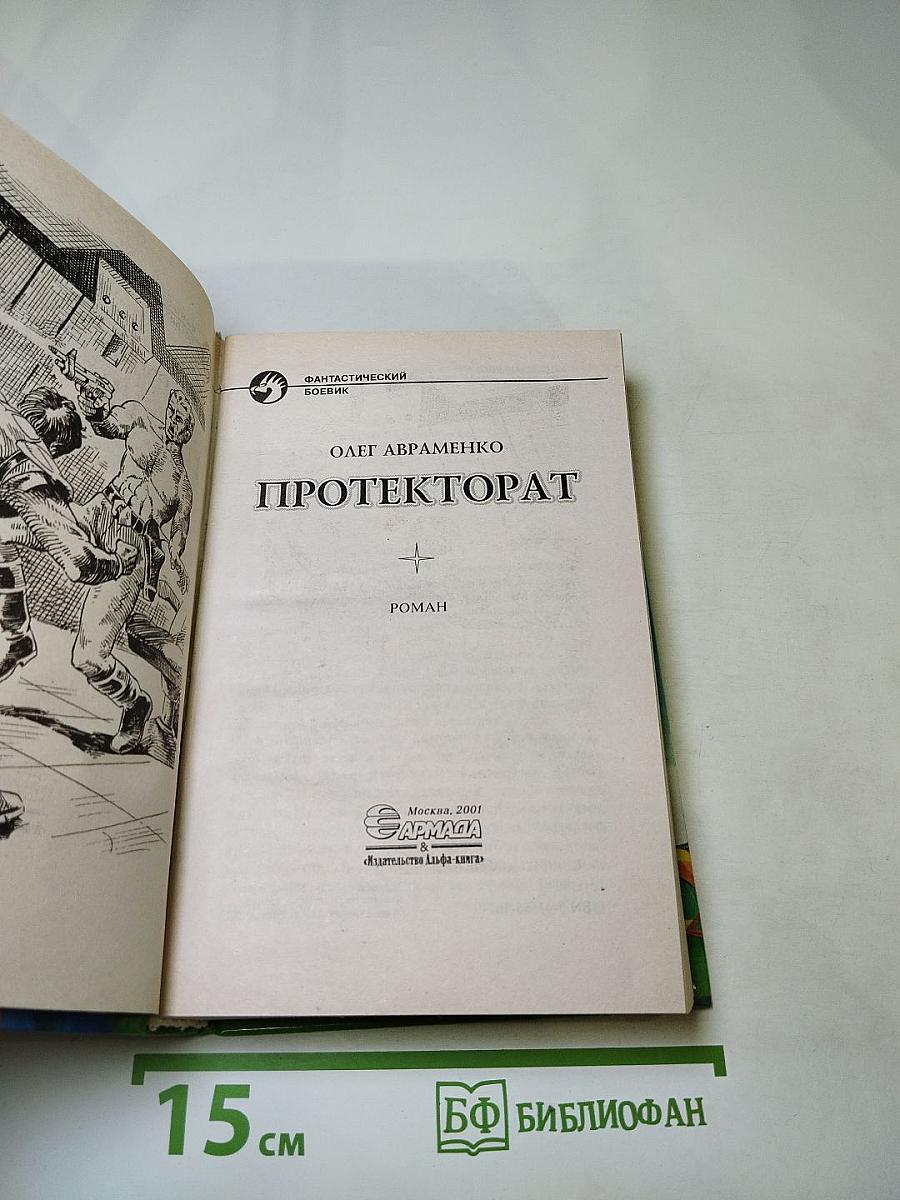 ФАНТАСТИЧЕСКИЙ
БОЕВИК
ОЛЕГ АВРАМЕНКО
ПРОТЕКТОРАТ
РОМАН
Москва, 2001
АРМАДА
&
«Издательство Альфа-книга»
15 см
БФ БИБЛИОФАН